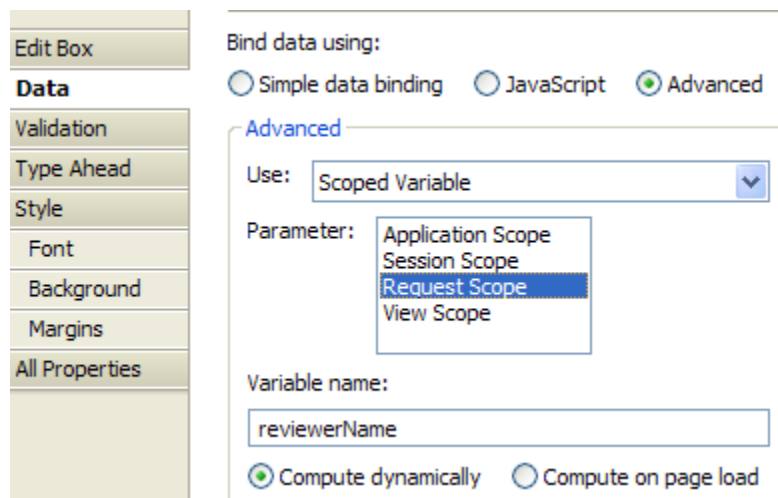 Edit Box
Data
Validation
Type Ahead
Style
Font
Background
Margins
All Properties
Bind data using:
Simple data binding JavaScript Advanced
Advanced
Use: Scoped Variable
Parameter: Application Scope
Session Scope
Request Scope
View Scope
Variable name:
reviewerName
Compute dynamically Compute on page load